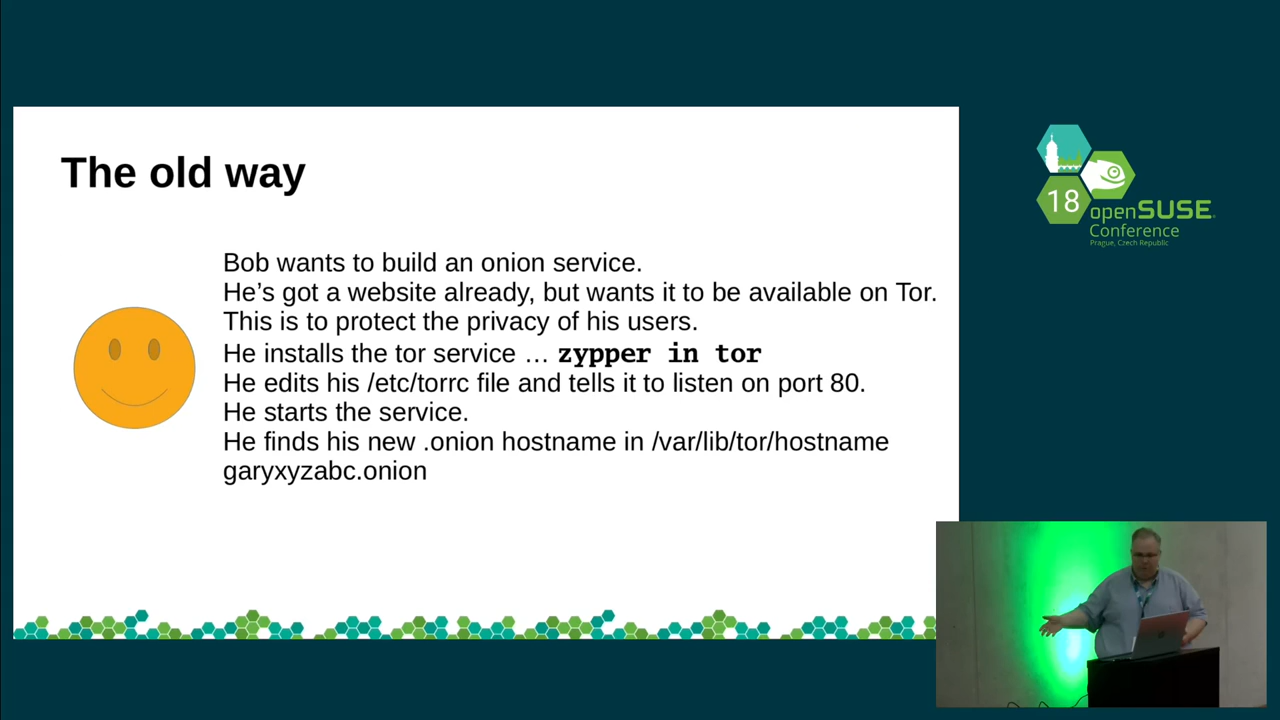 The old way
Bob wants to build an onion service.
He’s got a website already, but wants it to be available on Tor.
This is to protect the privacy of his users.
He installs the tor service … zypper in tor
He edits his /etc/torrc file and tells it to listen on port 80.
He starts the service.
He finds his new .onion hostname in /var/lib/tor/hostname
garyxyzabc.onion
18
openSUSE
Conference
Prague, Czech Republic